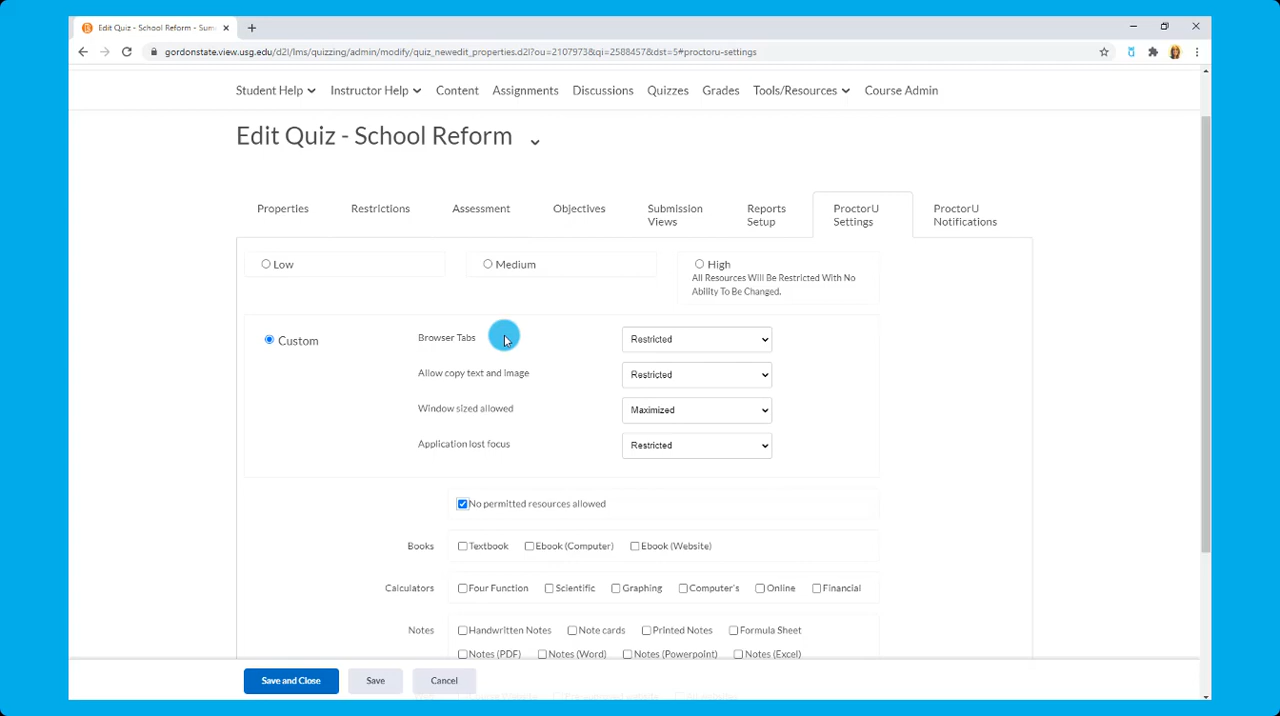 Edit Quiz - School Reform - Sum
gordonstate.view.usg.edu/d2l/lms/quizzing/admin/modify/quiz_newedit_properties.d2l?ou=2107973&qi=2588457&dst=5#proctoru-settings
Student Help Instructor Help Content Assignments Discussions Quizzes Grades Tools/Resources Course Admin
Edit Quiz - School Reform
Properties Restrictions Assessment Objectives Submission Views Reports Setup ProctorU Settings ProctorU Notifications
Low Medium High
All Resources Will Be Restricted With No
Ability To Be Changed.
Custom Browser Tabs Restricted
Allow copy text and image Restricted
Window sized allowed Maximized
Application lost focus Restricted
No permitted resources allowed
Books Textbook Ebook (Computer) Ebook (Website)
Calculators Four Function Scientific Graphing Computer's Online Financial
Notes Handwritten Notes Note cards Printed Notes Formula Sheet
Notes (PDF) Notes (Word) Notes (Powerpoint) Notes (Excel)
Save and Close Save Cancel